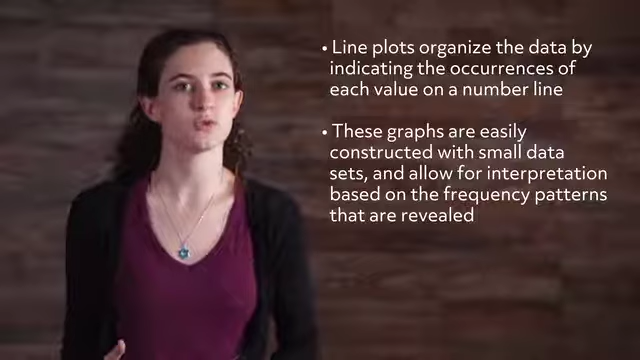 • Line plots organize the data by
indicating the occurrences of
each value on a number line
• These graphs are easily
constructed with small data
sets, and allow for interpretation
based on the frequency patterns
that are revealed